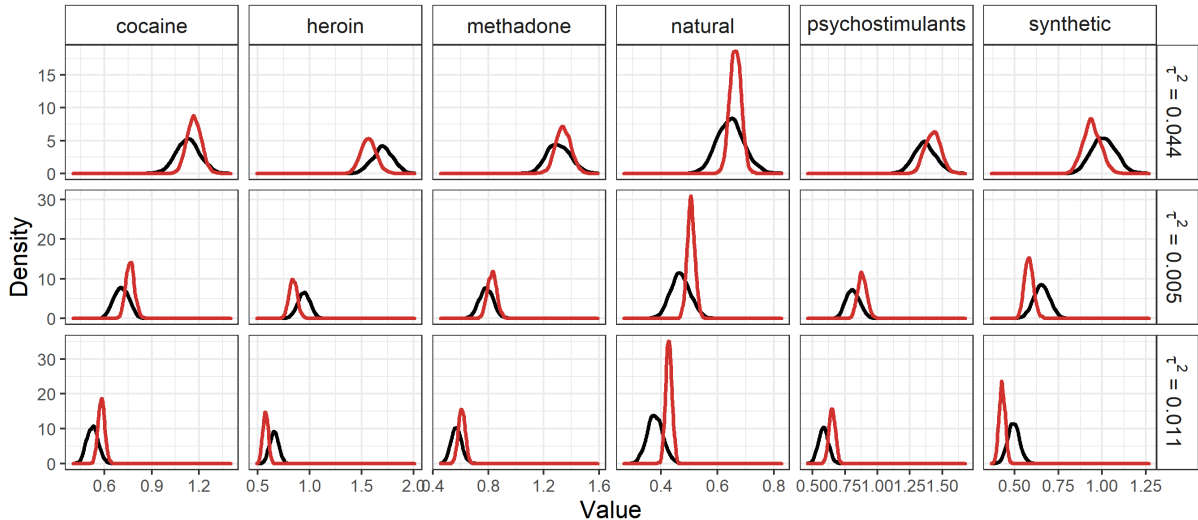 cocaine heroin methadone natural psychostimulants synthetic
15
10
5
0
τ² = 0.044
30
20
10
0
τ² = 0.005
30
20
10
0
τ² = 0.011
Density
0.6 0.9 1.2 0.5 1.0 1.5 2.0 0.4 0.8 1.2 1.6 0.4 0.6 0.8 0.50 0.75 1.00 1.25 1.50 0.50 0.75 1.00 1.25
Value